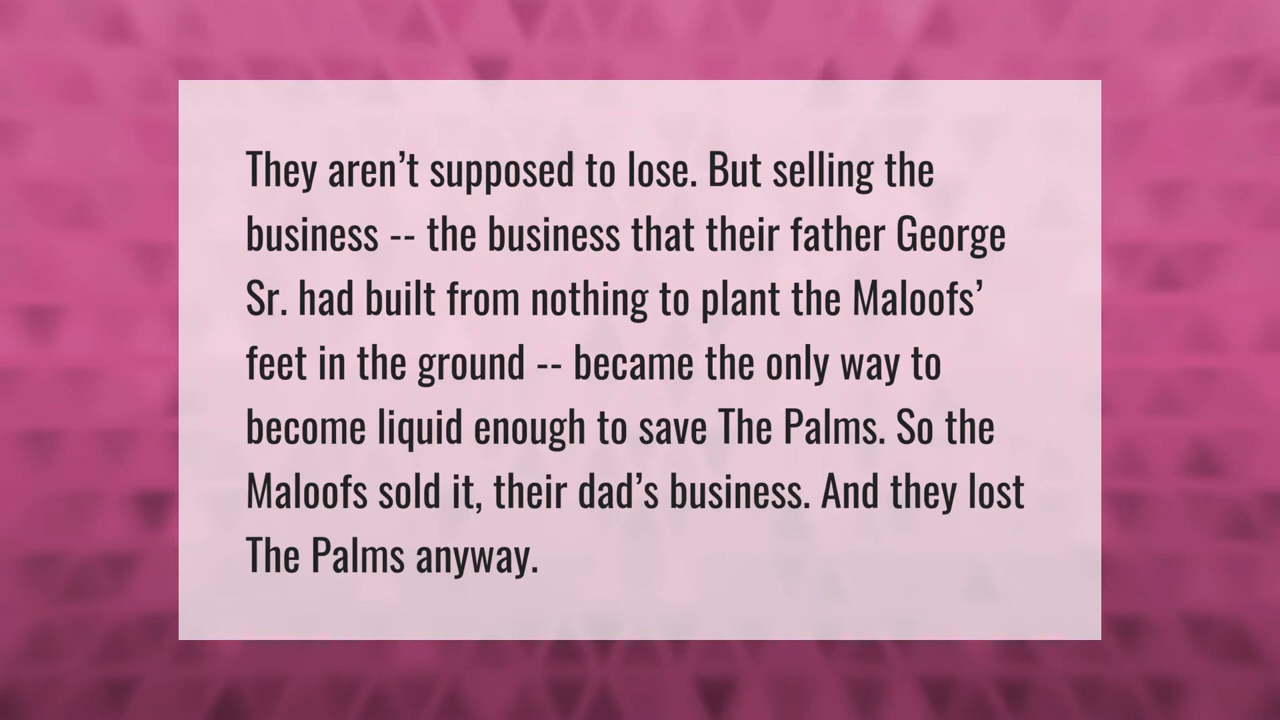 They aren’t supposed to lose. But selling the
business -- the business that their father George
Sr. had built from nothing to plant the Maloofs’
feet in the ground -- became the only way to
become liquid enough to save The Palms. So the
Maloofs sold it, their dad’s business. And they lost
The Palms anyway.